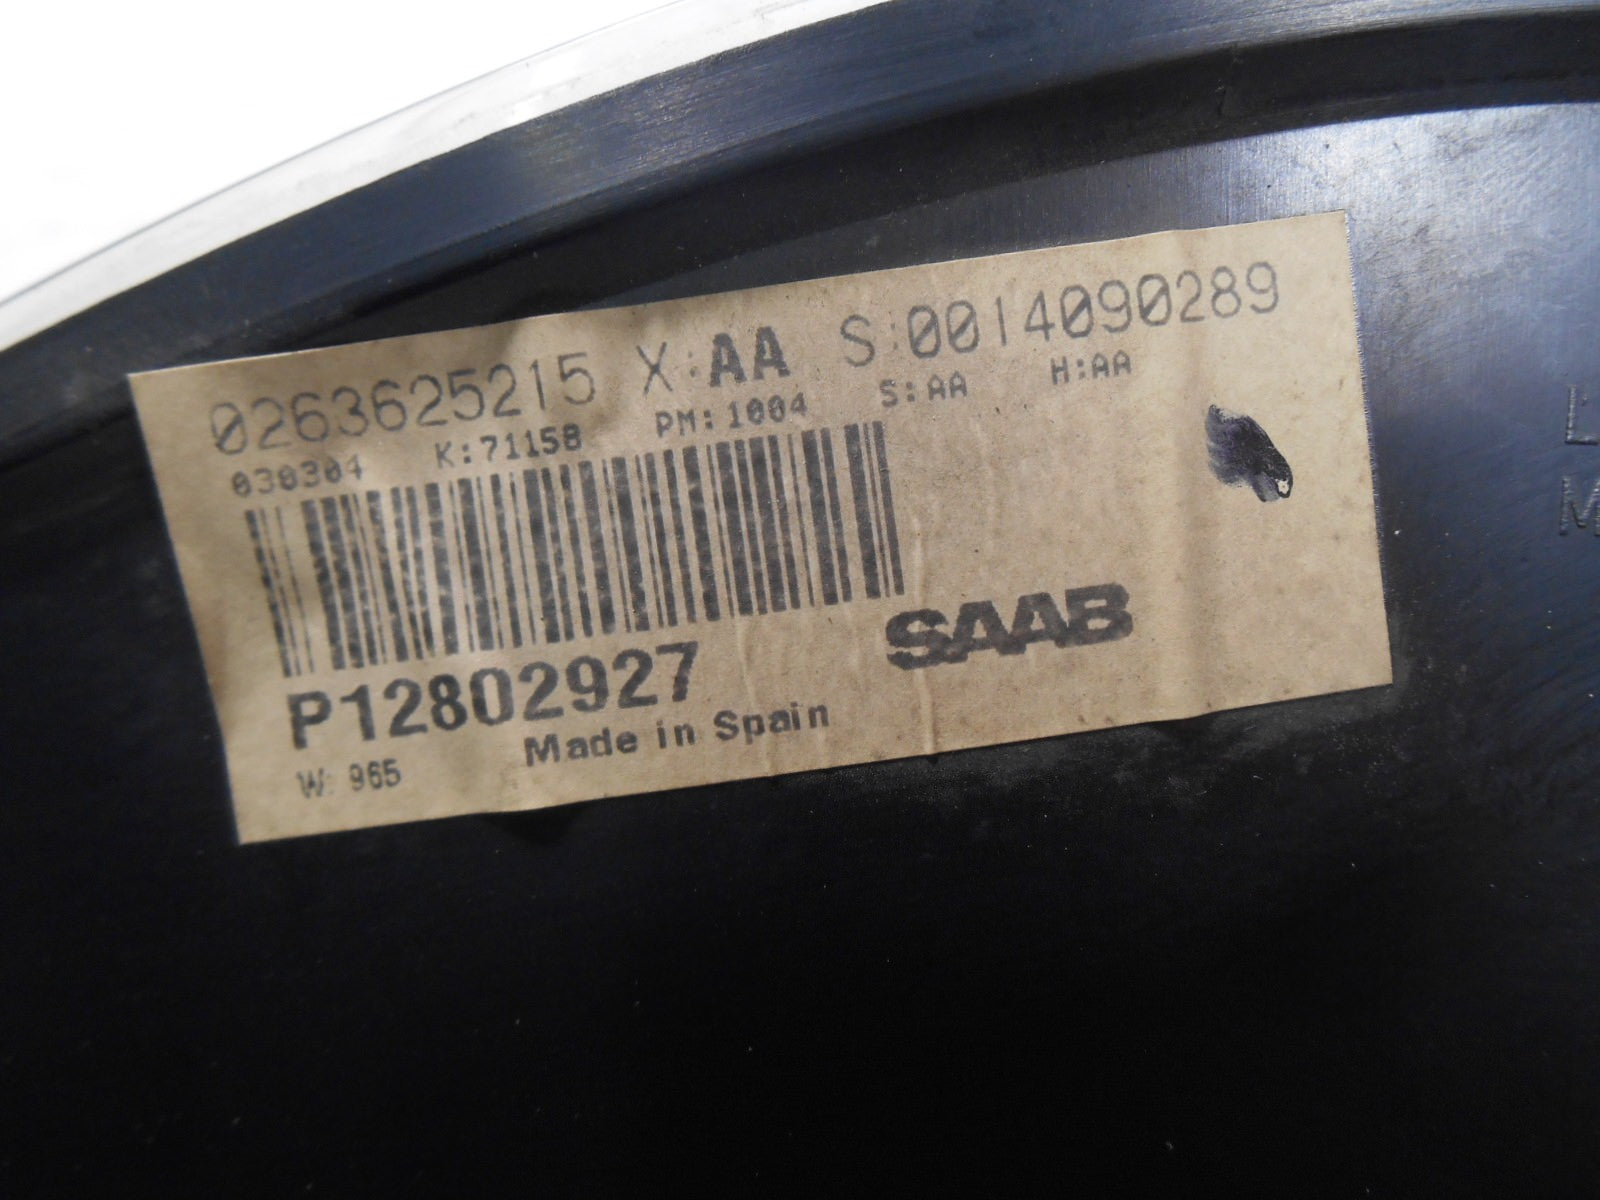 0263625215 X:AA S:0014090289
030304 K:71158 PM:1004 S:AA H:AA
SAAB
P12802927
Made in Spain
W: 965
L
M